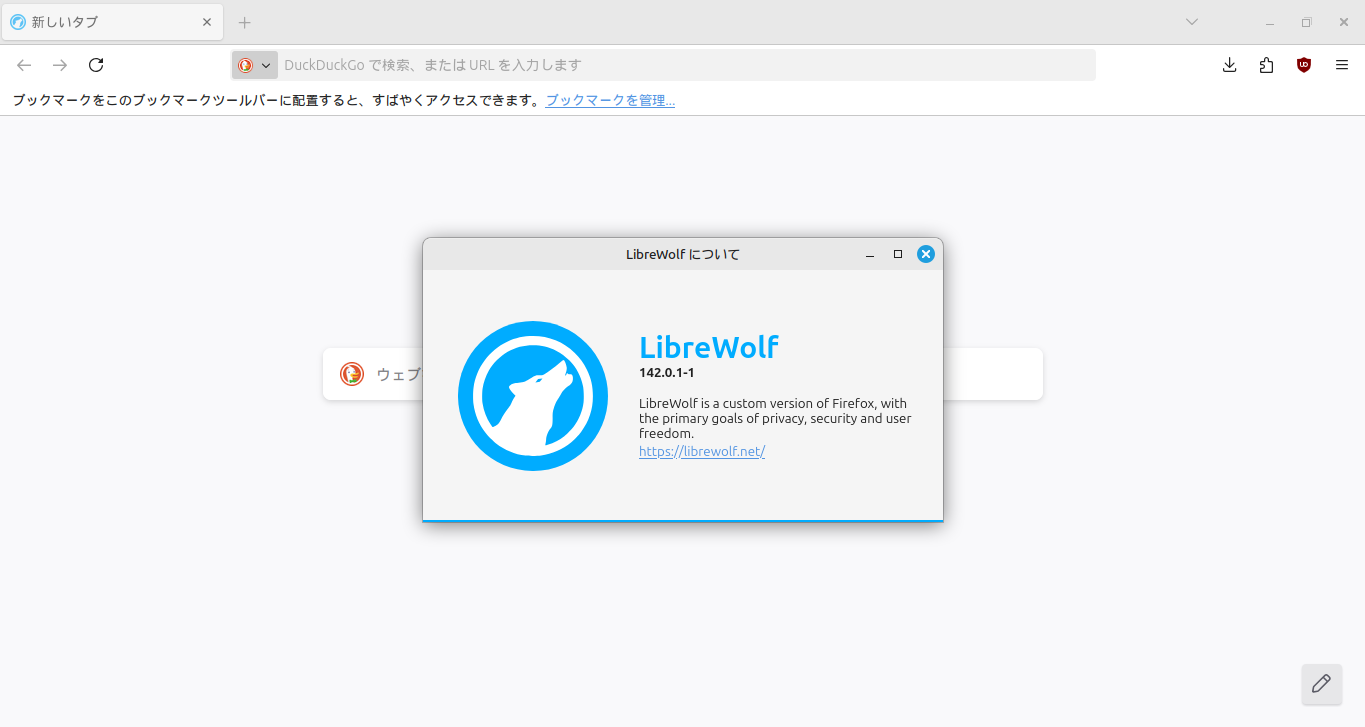 新しいタブ
DuckDuckGo で検索、または URL を入力します
ブックマークをこのブックマークツールバーに配置すると、すばやくアクセスできます。 ブックマークを管理...
LibreWolf について
ウェブ
LibreWolf
142.0.1-1
LibreWolf is a custom version of Firefox, with
the primary goals of privacy, security and user
freedom.
https://librewolf.net/